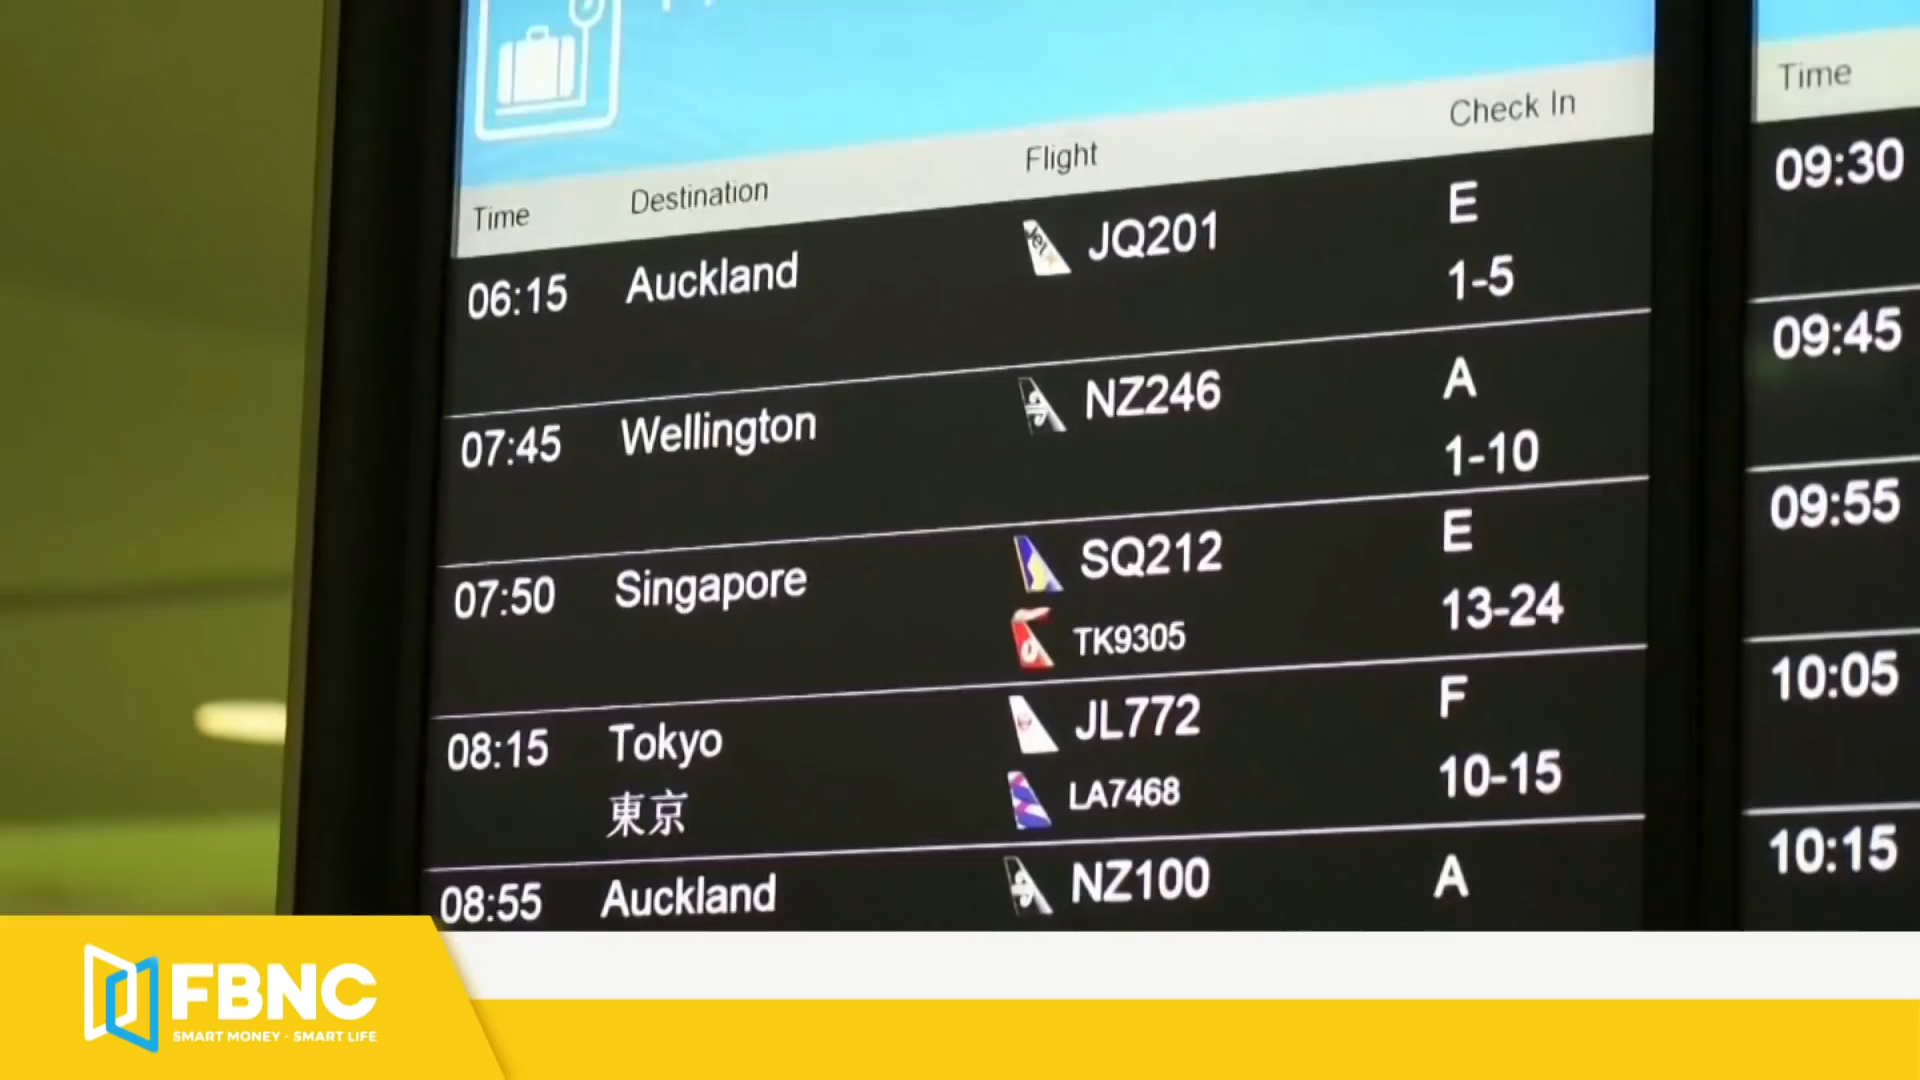 Time Destination Flight Check In
06:15 Auckland JQ201 E
1-5
07:45 Wellington NZ246 A
1-10
07:50 Singapore SQ212 E
TK9305 13-24
08:15 Tokyo JL772 F
東京 LA7468 10-15
08:55 Auckland NZ100 A
Time
09:30
09:45
09:55
10:05
10:15
FBNC
SMART MONEY - SMART LIFE